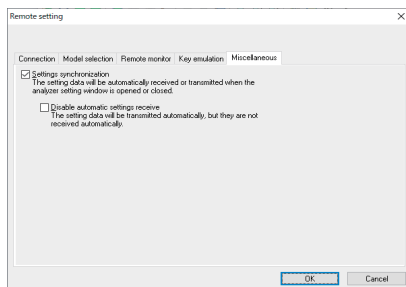 Remote setting
Connection Model selection Remote monitor Key emulation Miscellaneous
Settings synchronization
The setting data will be automatically received or transmitted when the
analyzer setting window is opened or closed.
Disable automatic settings receive
The setting data will be transmitted automatically, but they are not
received automatically.
OK Cancel